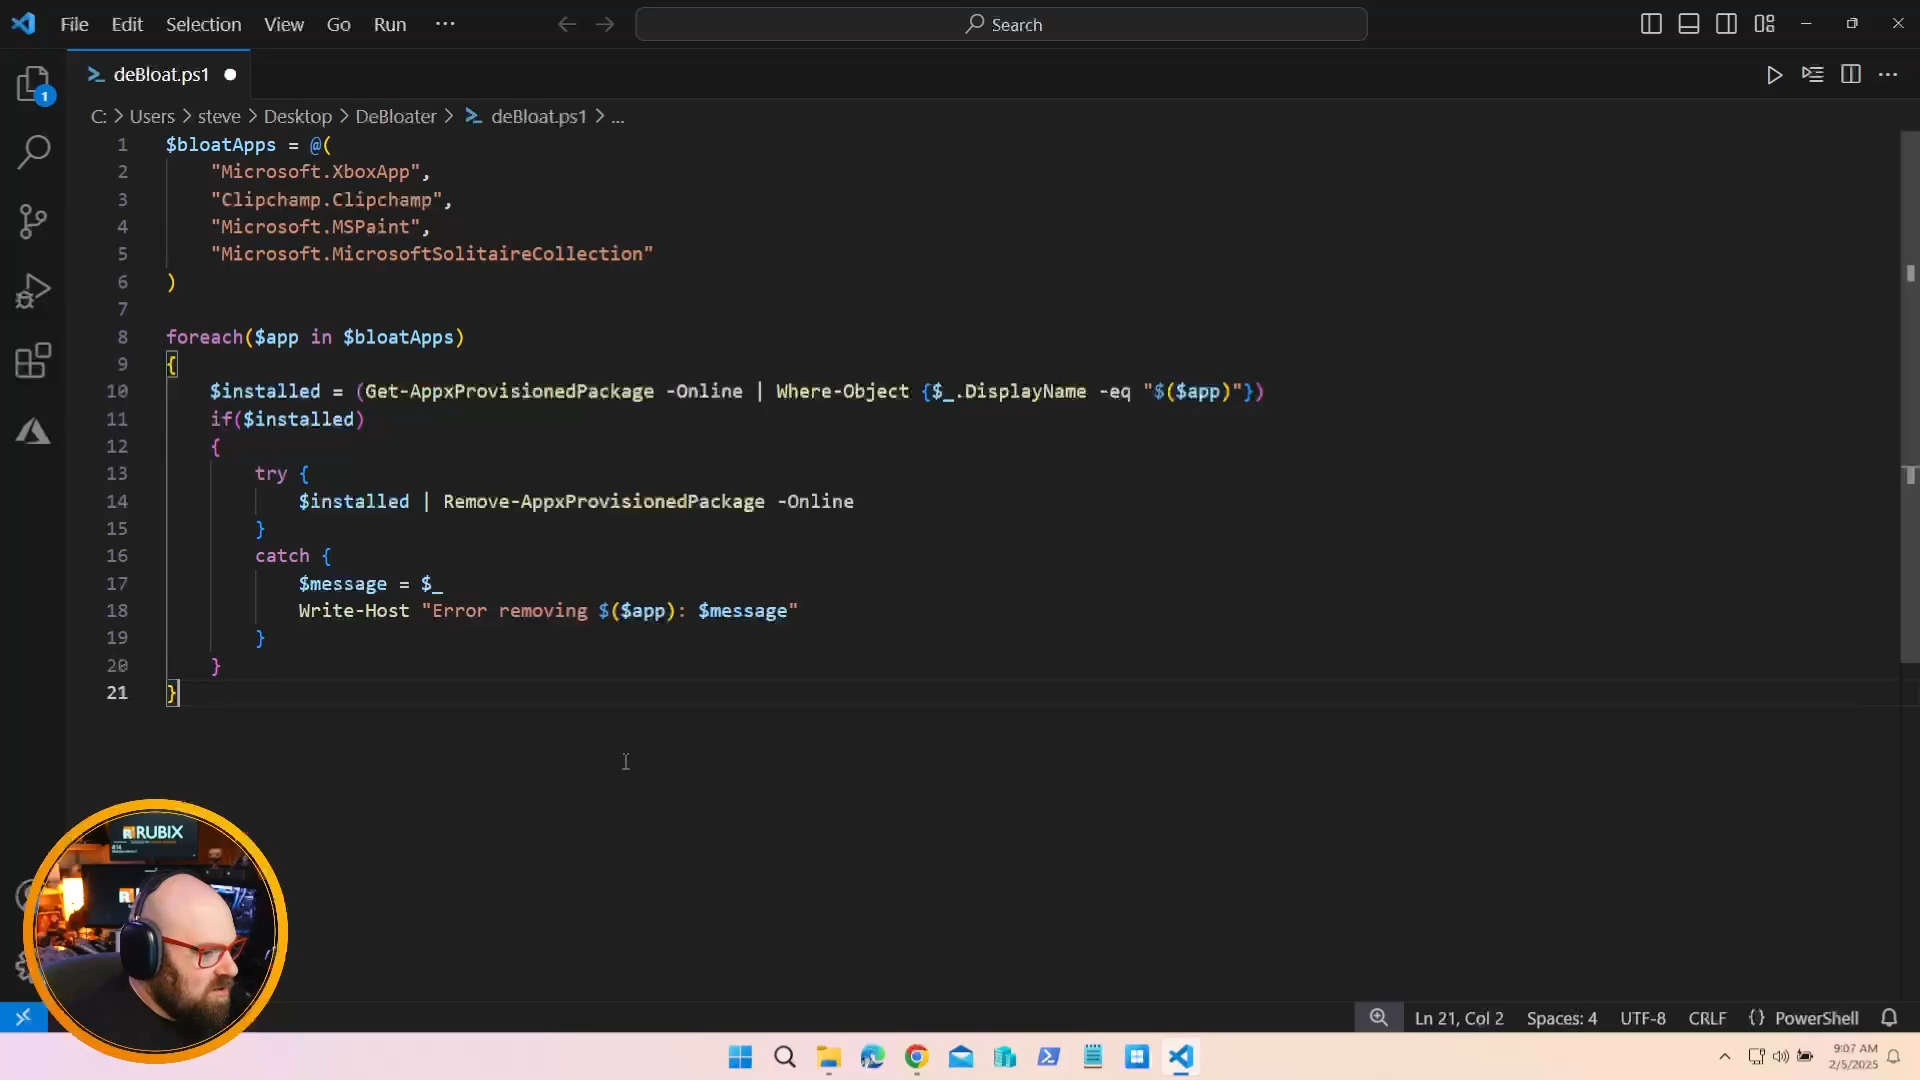 File Edit Selection View Go Run ··· Search
deBloat.ps1
1
C: > Users > steve > Desktop > DeBloater > deBloat.ps1 > ...
1 $bloatApps = @(
2 "Microsoft.XboxApp",
3 "Clipchamp.Clipchamp",
4 "Microsoft.MSPaint",
5 "Microsoft.MicrosoftSolitaireCollection"
6 )
7
8 foreach($app in $bloatApps)
9 {
10 $installed = (Get-AppxProvisionedPackage -Online | Where-Object {$_.DisplayName -eq "$($app)"})
11 if($installed)
12 {
13 try {
14 $installed | Remove-AppxProvisionedPackage -Online
15 }
16 catch {
17 $message = $_
18 Write-Host "Error removing $($app): $message"
19 }
20 }
21 }
RUBIX
Ln 21, Col 2 Spaces: 4 UTF-8 CRLF {} PowerShell
9:07 AM
2/5/2025